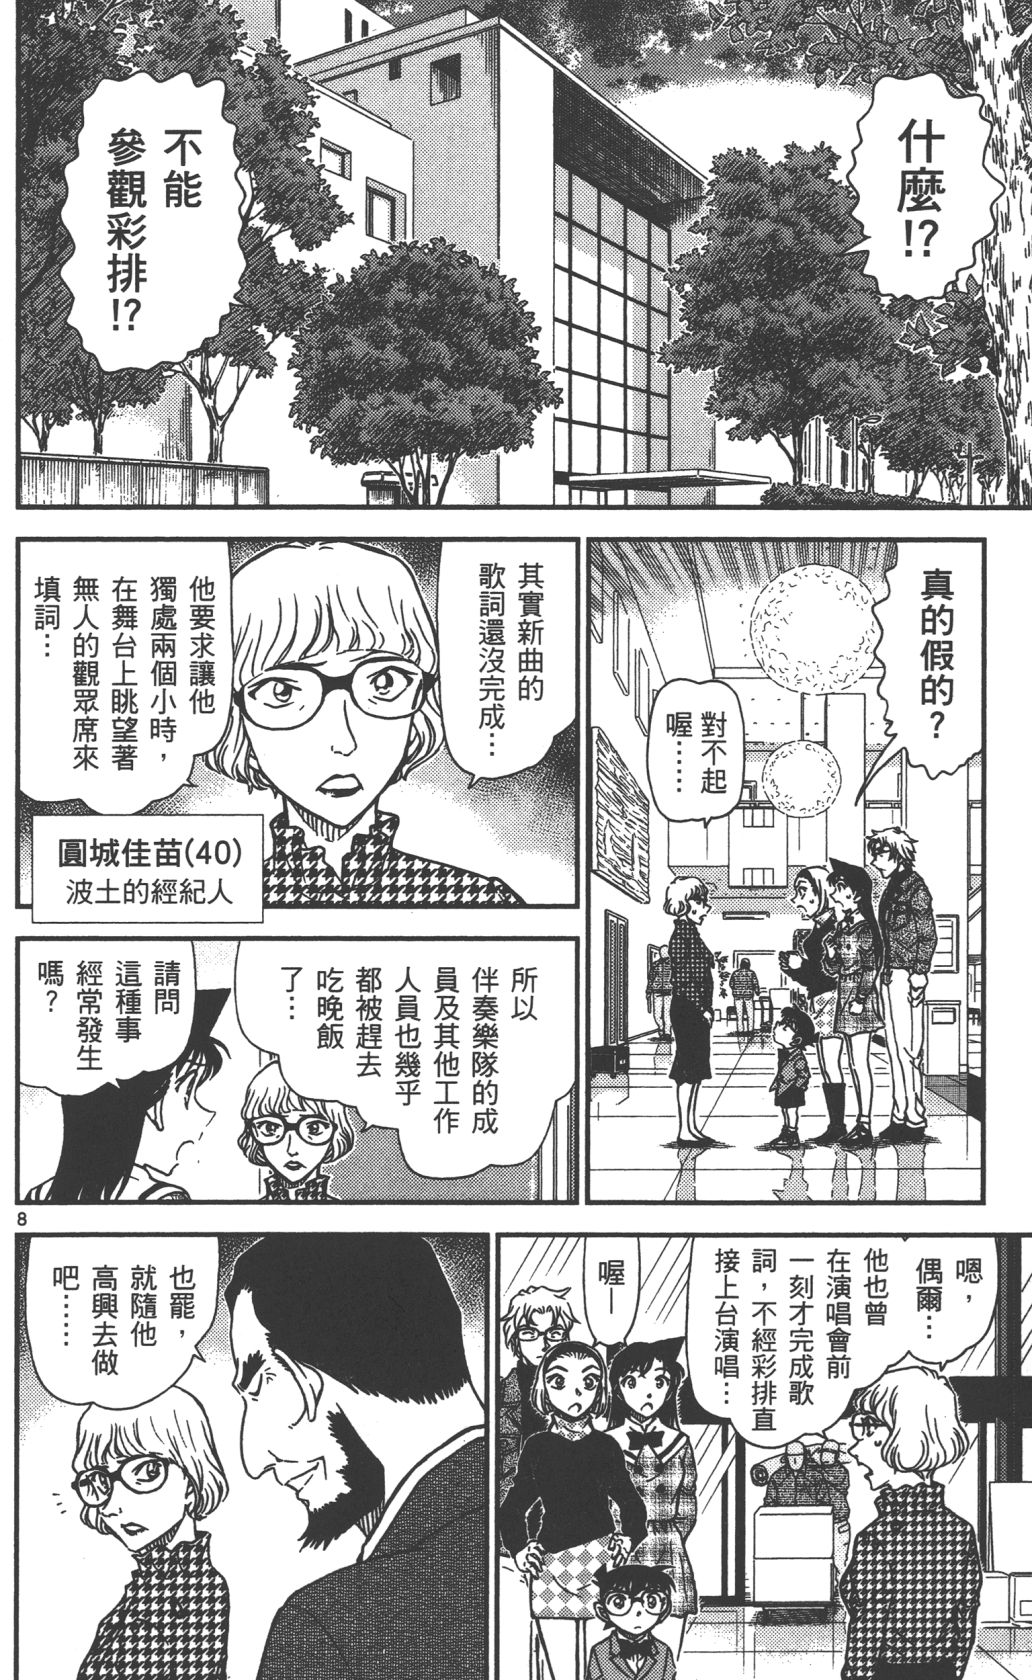 什麼!?
不能
參觀彩排!?
真的假的？
對不起
喔……
其實新曲的
歌詞還沒完成…
他要求讓他
獨處兩個小時，
在舞台上眺望著
無人的觀眾席來
填詞…
圓城佳苗(40)
波土的經紀人
所以
伴奏樂隊的成
員及其他工作
人員也幾乎
都被趕去
吃晚飯
了…
請問
這種事
經常發生
嗎？
8
嗯，
偶爾…
他也曾
在演唱會前
一刻才完成歌
詞，不經彩排直
接上台演唱…
喔—
也罷，
就隨他
高興去做
吧……